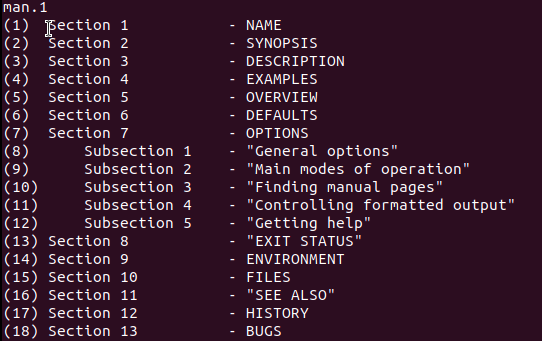 man.1
(1)  Section 1           - NAME
(2)  Section 2           - SYNOPSIS
(3)  Section 3           - DESCRIPTION
(4)  Section 4           - EXAMPLES
(5)  Section 5           - OVERVIEW
(6)  Section 6           - DEFAULTS
(7)  Section 7           - OPTIONS
(8)      Subsection 1    - "General options"
(9)      Subsection 2    - "Main modes of operation"
(10)     Subsection 3    - "Finding manual pages"
(11)     Subsection 4    - "Controlling formatted output"
(12)     Subsection 5    - "Getting help"
(13) Section 8           - "EXIT STATUS"
(14) Section 9           - ENVIRONMENT
(15) Section 10          - FILES
(16) Section 11          - "SEE ALSO"
(17) Section 12          - HISTORY
(18) Section 13          - BUGS